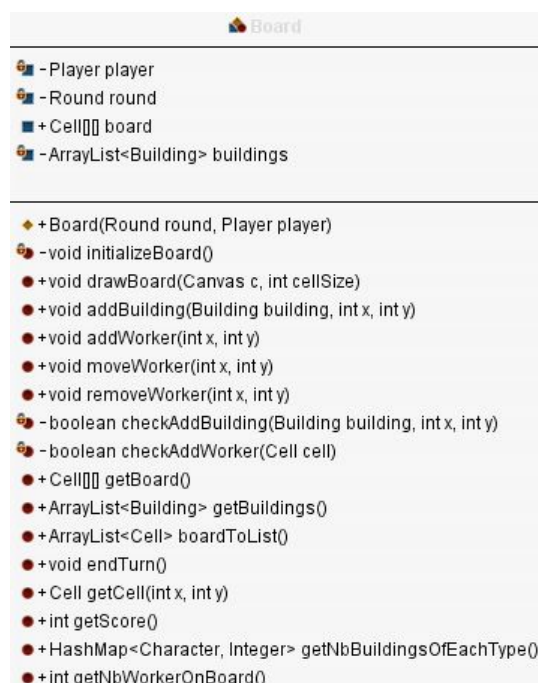 Board
- Player player
- Round round
+ Cell[][] board
- ArrayList<Building> buildings
+ Board(Round round, Player player)
- void initializeBoard()
+ void drawBoard(Canvas c, int cellSize)
+ void addBuilding(Building building, int x, int y)
+ void addWorker(int x, int y)
+ void moveWorker(int x, int y)
+ void removeWorker(int x, int y)
- boolean checkAddBuilding(Building building, int x, int y)
- boolean checkAddWorker(Cell cell)
+ Cell[][] getBoard()
+ ArrayList<Building> getBuildings()
+ ArrayList<Cell> boardToList()
+ void endTurn()
+ Cell getCell(int x, int y)
+ int getScore()
+ HashMap<Character, Integer> getNbBuildingsOfEachType()
+ int getNbWorkerOnBoard()